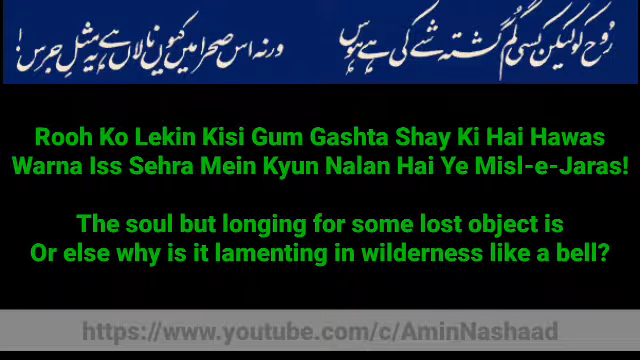 رُوح کو لیکن کسی گُم گشتہ شے کی ہے ہوس
ورنہ اس صحرا میں کیوں نالاں ہے یہ مثلِ جرس!
Rooh Ko Lekin Kisi Gum Gashta Shay Ki Hai Hawas
Warna Iss Sehra Mein Kyun Nalan Hai Ye Misl-e-Jaras!
The soul but longing for some lost object is
Or else why is it lamenting in wilderness like a bell?
https://www.youtube.com/c/AminNashaad